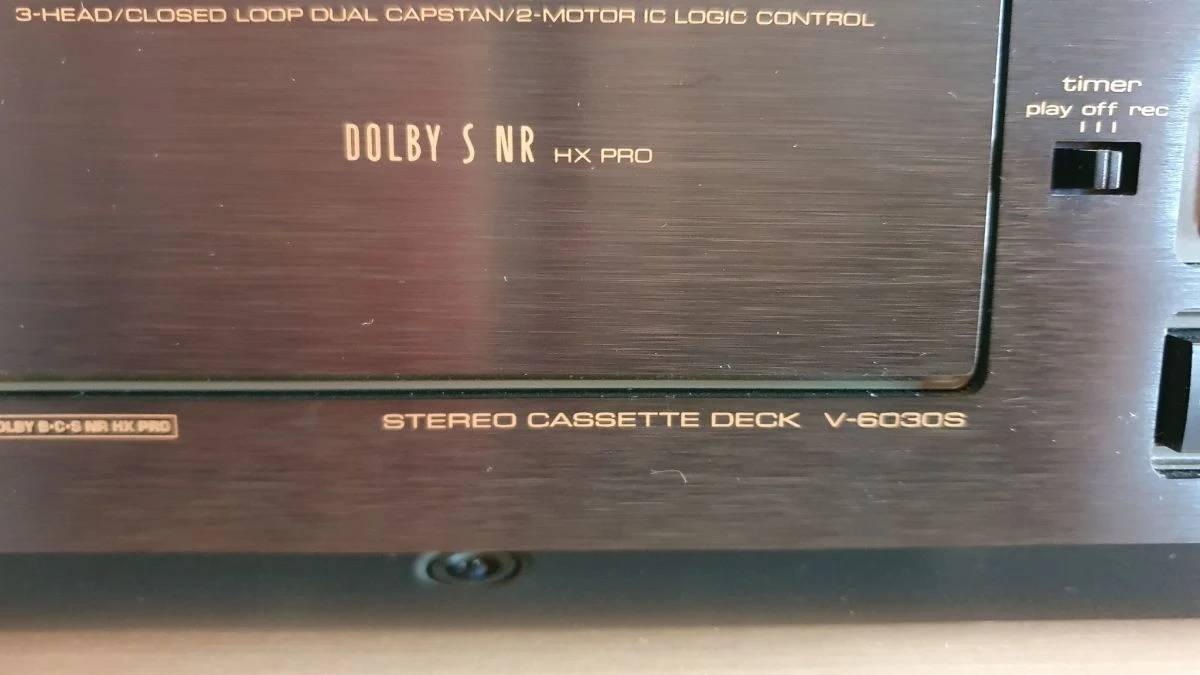 3-HEAD/CLOSED LOOP DUAL CAPSTAN/2-MOTOR IC LOGIC CONTROL
timer
play off rec
DOLBY S NR HX PRO
OLBY B•C•S NR HX PRO
STEREO CASSETTE DECK V-6030S